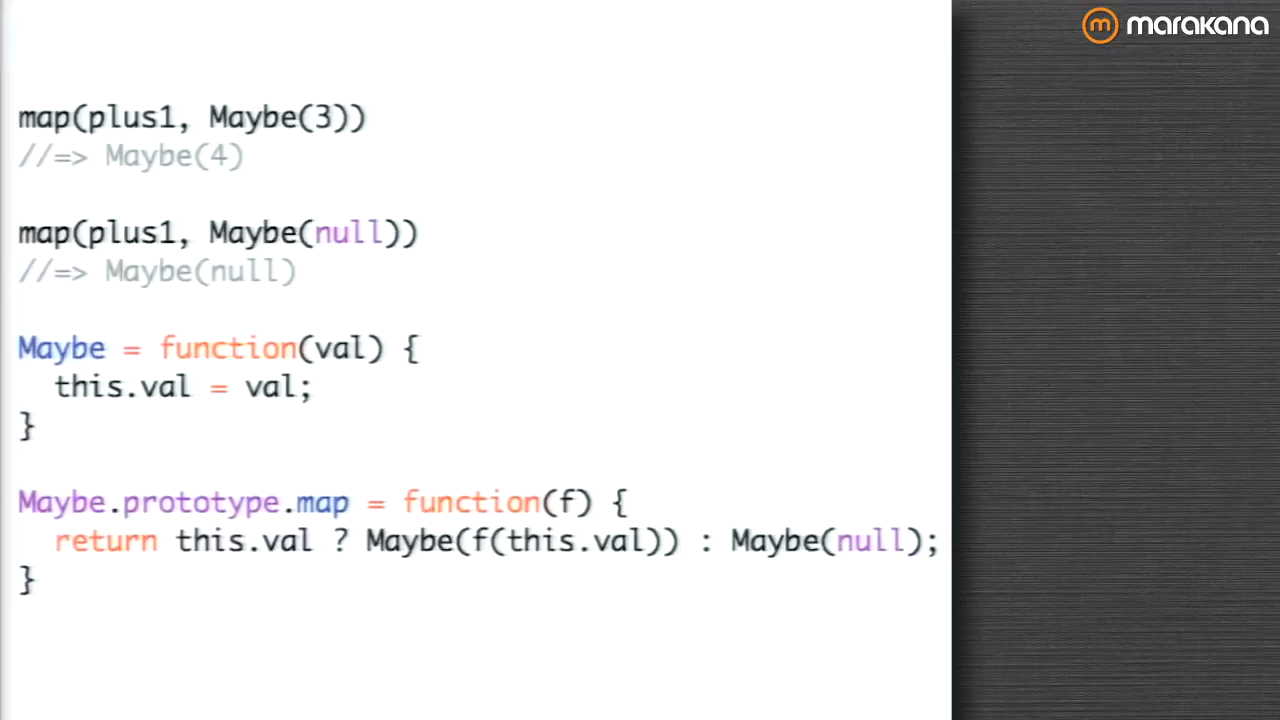 marakana
map(plus1, Maybe(3))
//=> Maybe(4)
map(plus1, Maybe(null))
//=> Maybe(null)
Maybe = function(val) {
  this.val = val;
}
Maybe.prototype.map = function(f) {
  return this.val ? Maybe(f(this.val)) : Maybe(null);
}